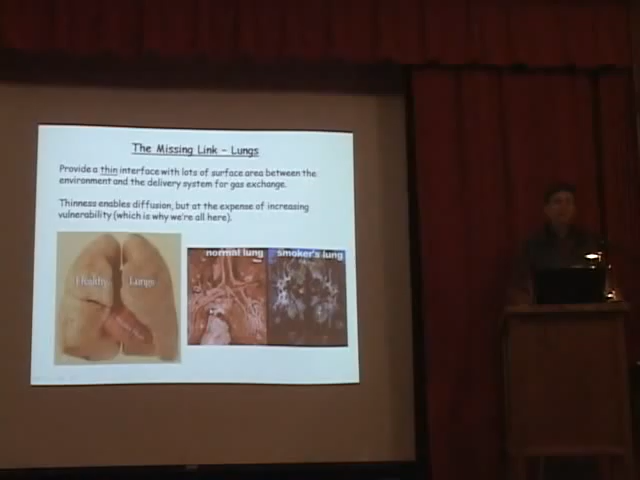 The Missing Link – Lungs
Provide a thin interface with lots of surface area between the
environment and the delivery system for gas exchange.
Thinness enables diffusion, but at the expense of increasing
vulnerability (which is why we're all here).
Healthy Lungs
normal lung
smoker's lung